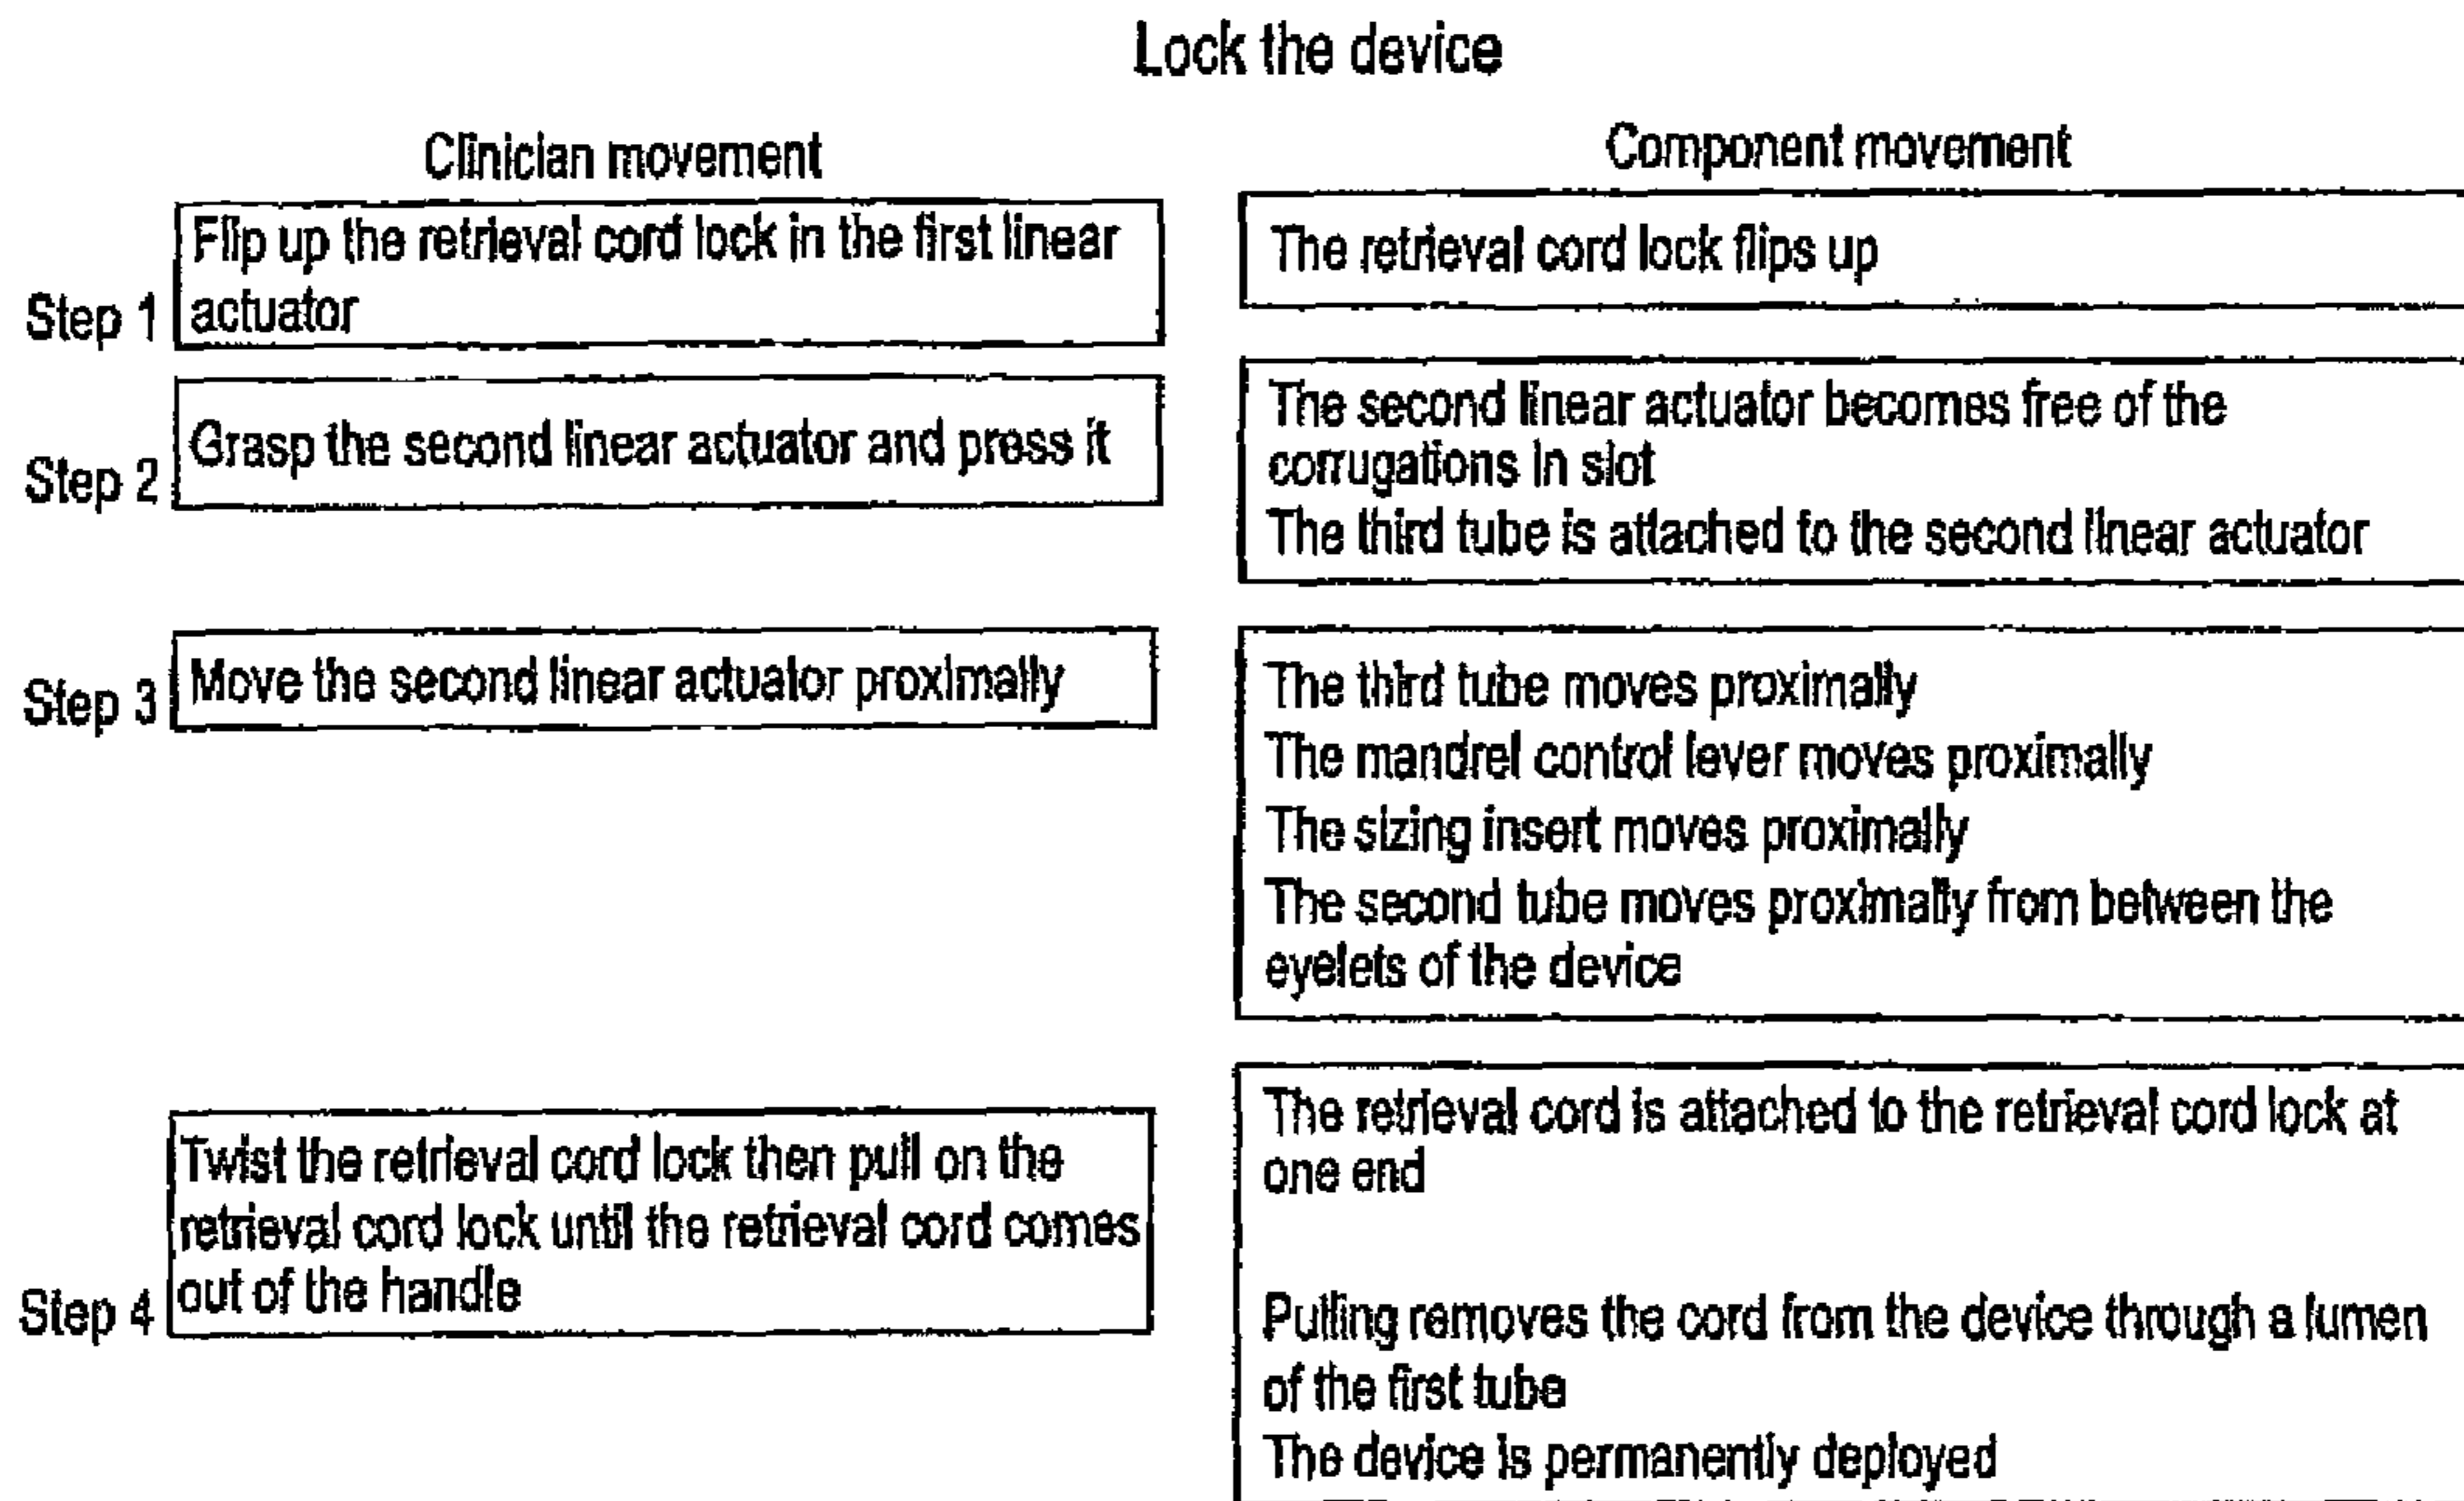 Lock the device
Clinician movement
Component movement
Step 1
Flip up the retrieval cord lock in the first linear
actuator
The retrieval cord lock flips up
Step 2
Grasp the second linear actuator and press it
The second linear actuator becomes free of the
corrugations in slot
The third tube is attached to the second linear actuator
Step 3
Move the second linear actuator proximally
The third tube moves proximally
The mandrel control lever moves proximally
The sizing insert moves proximally
The second tube moves proximally from between the
eyelets of the device
Step 4
Twist the retrieval cord lock then pull on the
retrieval cord lock until the retrieval cord comes
out of the handle
The retrieval cord is attached to the retrieval cord lock at
one end
Pulling removes the cord from the device through a lumen
of the first tube
The device is permanently deployed